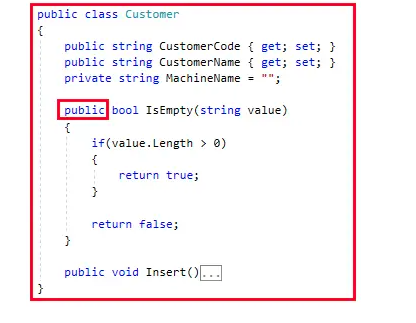 public class Customer
{
public string CustomerCode { get; set; }
public string CustomerName { get; set; }
private string MachineName = "";
public bool IsEmpty(string value)
{
if(value.Length > 0)
{
return true;
}
return false;
}
public void Insert()...
}